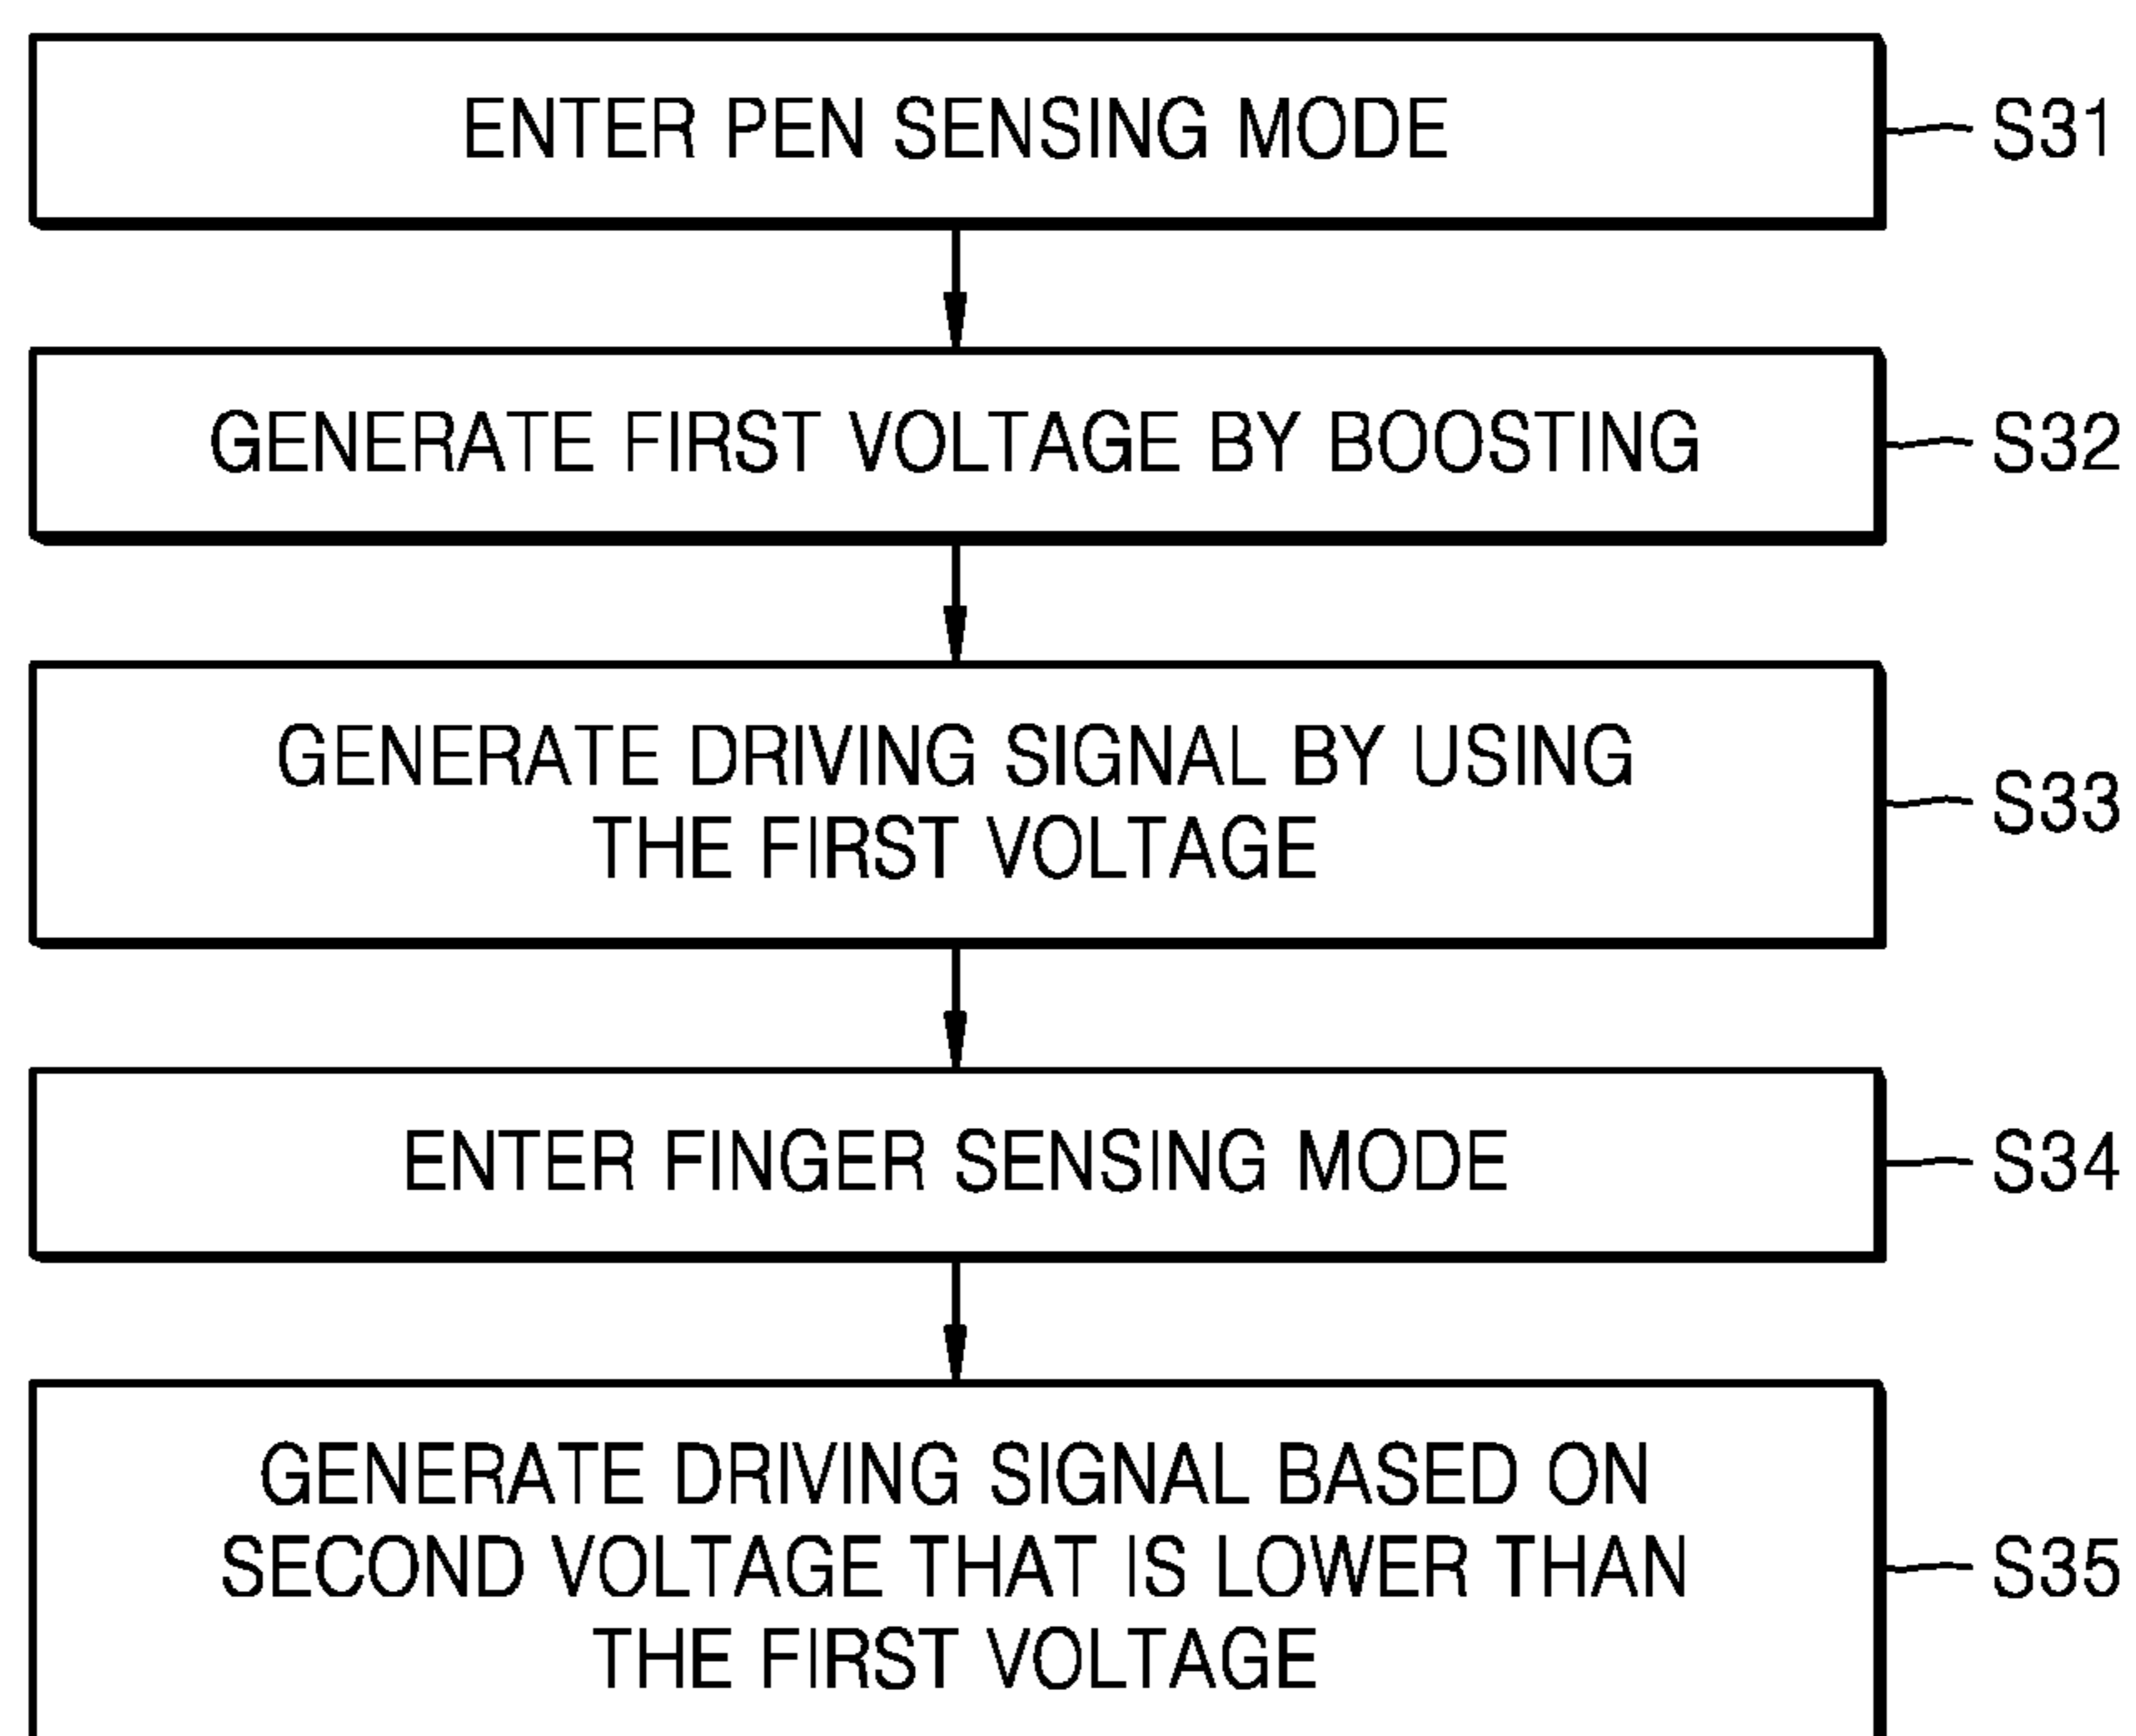 ENTER PEN SENSING MODE
S31
GENERATE FIRST VOLTAGE BY BOOSTING
S32
GENERATE DRIVING SIGNAL BY USING
THE FIRST VOLTAGE
S33
ENTER FINGER SENSING MODE
S34
GENERATE DRIVING SIGNAL BASED ON
SECOND VOLTAGE THAT IS LOWER THAN
THE FIRST VOLTAGE
S35